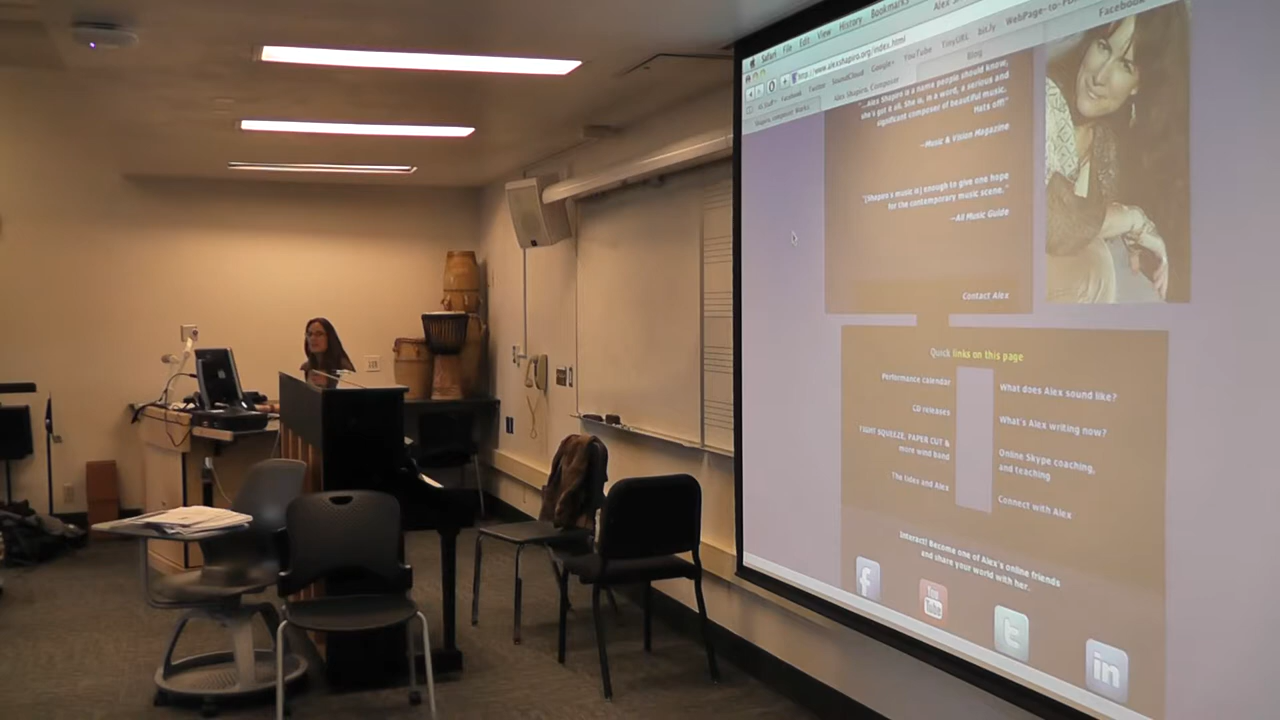 Safari File Edit View History Bookmarks
http://www.alexshapiro.org/index.html
Facebook Twitter SoundCloud Google+ YouTube TinyURL bit.ly WebPage-to-
Facebook
Alex Shapiro, Composer
Blog
"...Alex Shapiro is a name people should know,
she's got it all. She is, in a word, a serious and
significant composer of beautiful music.
Hats off!"
—Music & Vision Magazine
"[Shapiro's music is] enough to give one hope
for the contemporary music scene."
—All Music Guide
Contact Alex
Quick links on this page
Performance calendar
CD releases
TIGHT SQUEEZE, PAPER CUT &
more wind band
The fades and Alex
What does Alex sound like?
What's Alex writing now?
Online Skype coaching,
and teaching
Connect with Alex
Interact! Become one of Alex's online friends
and share your world with her.
f
You
Tube
t
in